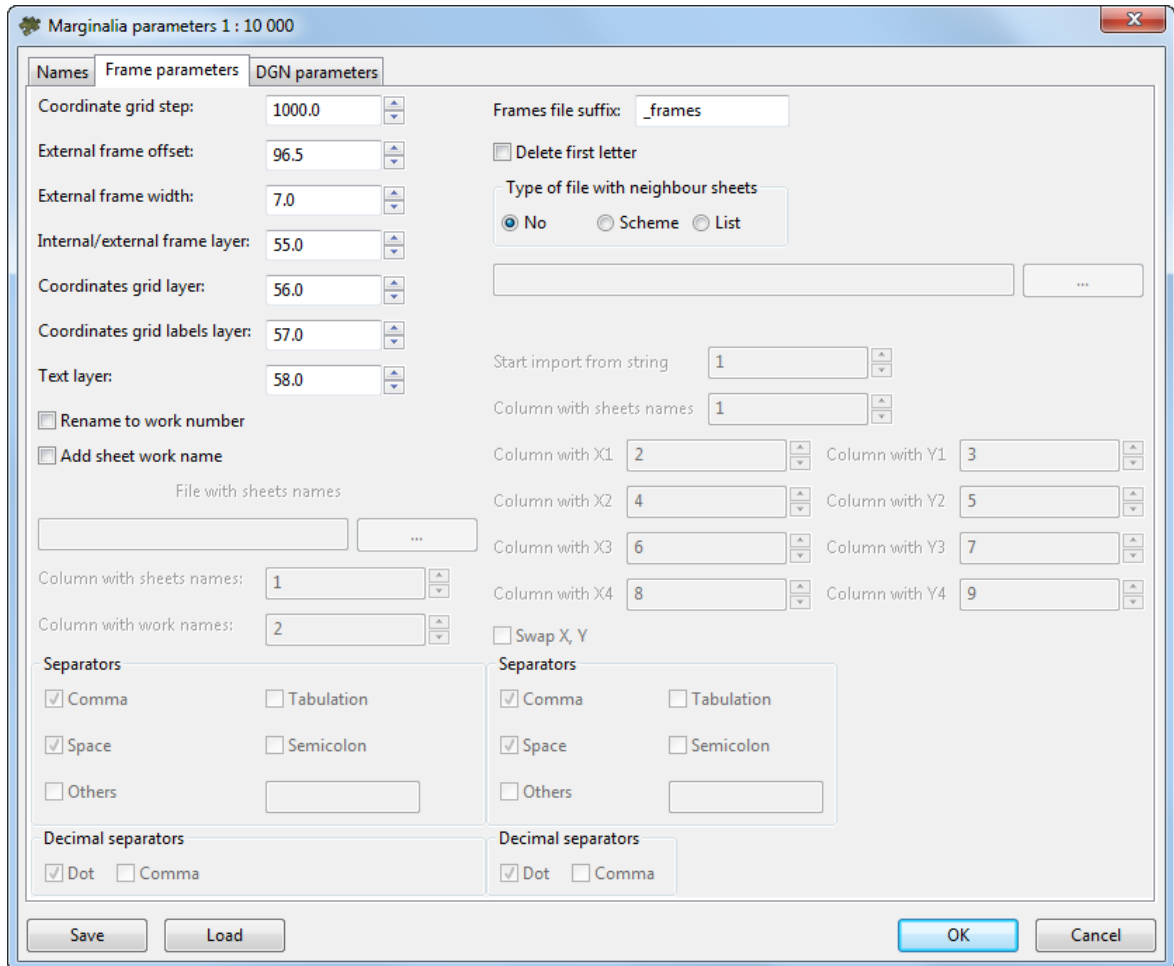 Marginalia parameters 1 : 10 000
Names Frame parameters DGN parameters
Coordinate grid step: 1000.0
External frame offset: 96.5
External frame width: 7.0
Internal/external frame layer: 55.0
Coordinates grid layer: 56.0
Coordinates grid labels layer: 57.0
Text layer: 58.0
Rename to work number
Add sheet work name
File with sheets names
...
Column with sheets names: 1
Column with work names: 2
Separators
Comma Tabulation
Space Semicolon
Others
Decimal separators
Dot Comma
Frames file suffix: _frames
Delete first letter
Type of file with neighbour sheets
No Scheme List
...
Start import from string 1
Column with sheets names 1
Column with X1 2 Column with Y1 3
Column with X2 4 Column with Y2 5
Column with X3 6 Column with Y3 7
Column with X4 8 Column with Y4 9
Swap X, Y
Separators
Comma Tabulation
Space Semicolon
Others
Decimal separators
Dot Comma
Save Load OK Cancel